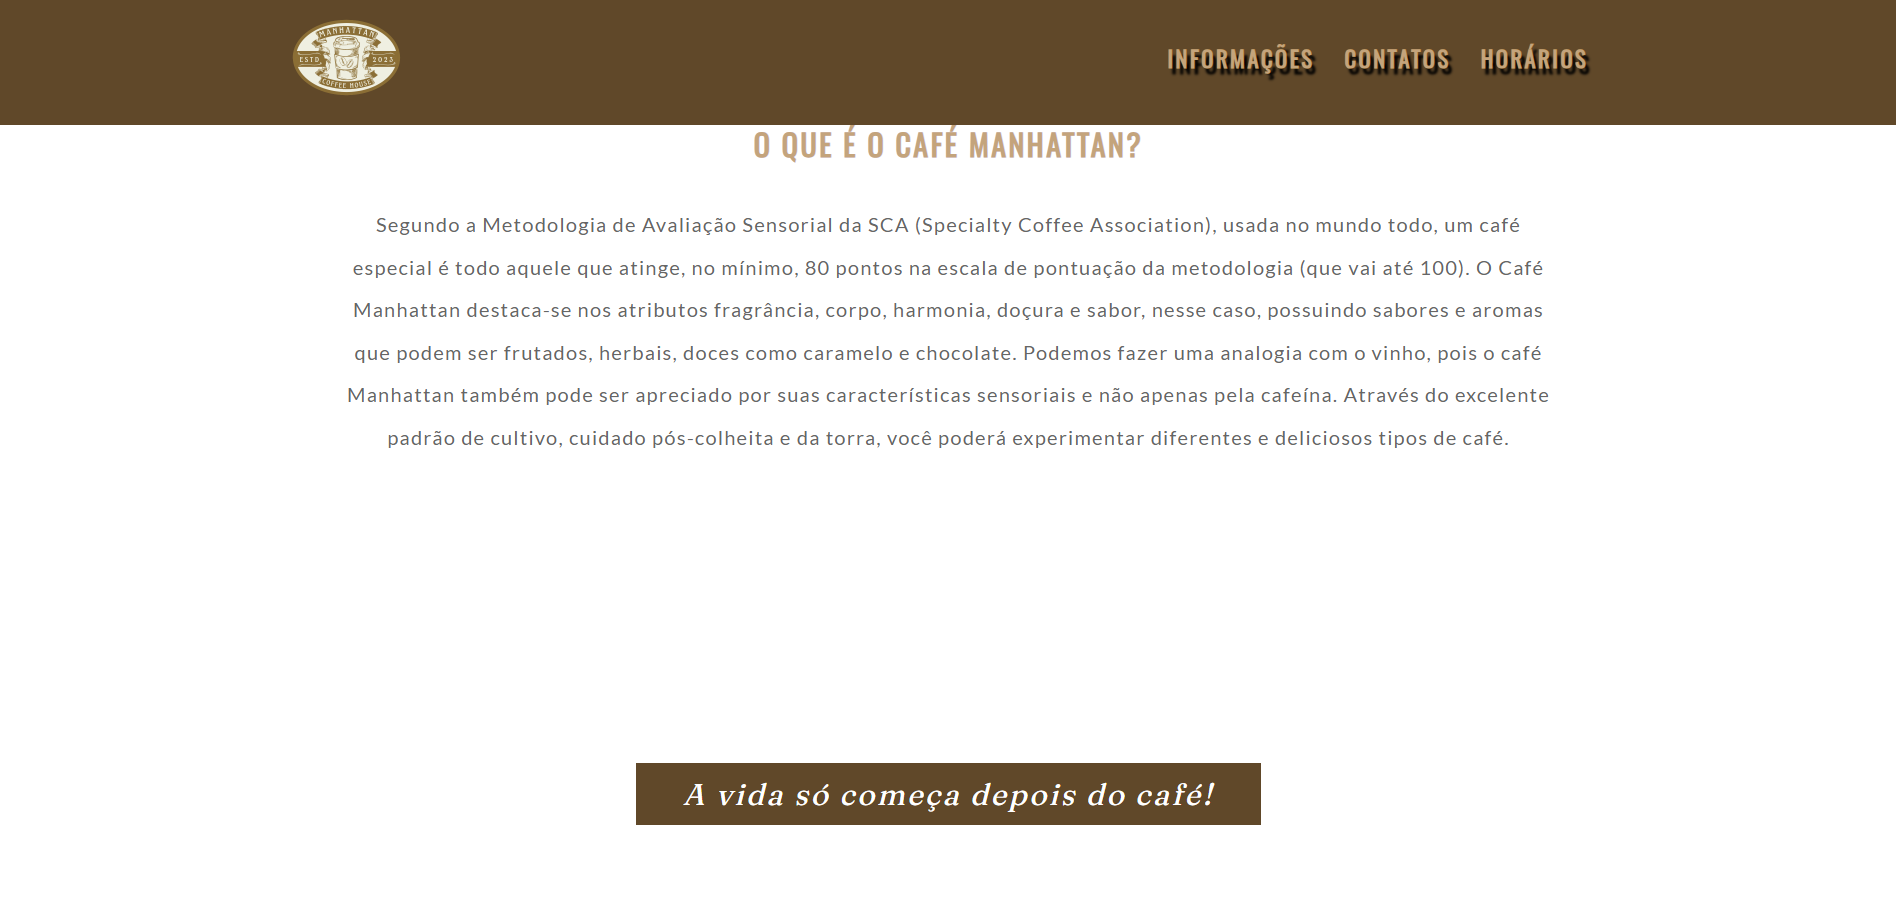 MANHATTAN
ESTD 2023
COFFEE HOUSE
INFORMAÇÕES CONTATOS HORÁRIOS
O QUE É O CAFÉ MANHATTAN?
Segundo a Metodologia de Avaliação Sensorial da SCA (Specialty Coffee Association), usada no mundo todo, um café
especial é todo aquele que atinge, no mínimo, 80 pontos na escala de pontuação da metodologia (que vai até 100). O Café
Manhattan destaca-se nos atributos fragrância, corpo, harmonia, doçura e sabor, nesse caso, possuindo sabores e aromas
que podem ser frutados, herbais, doces como caramelo e chocolate. Podemos fazer uma analogia com o vinho, pois o café
Manhattan também pode ser apreciado por suas características sensoriais e não apenas pela cafeína. Através do excelente
padrão de cultivo, cuidado pós-colheita e da torra, você poderá experimentar diferentes e deliciosos tipos de café.
A vida só começa depois do café!